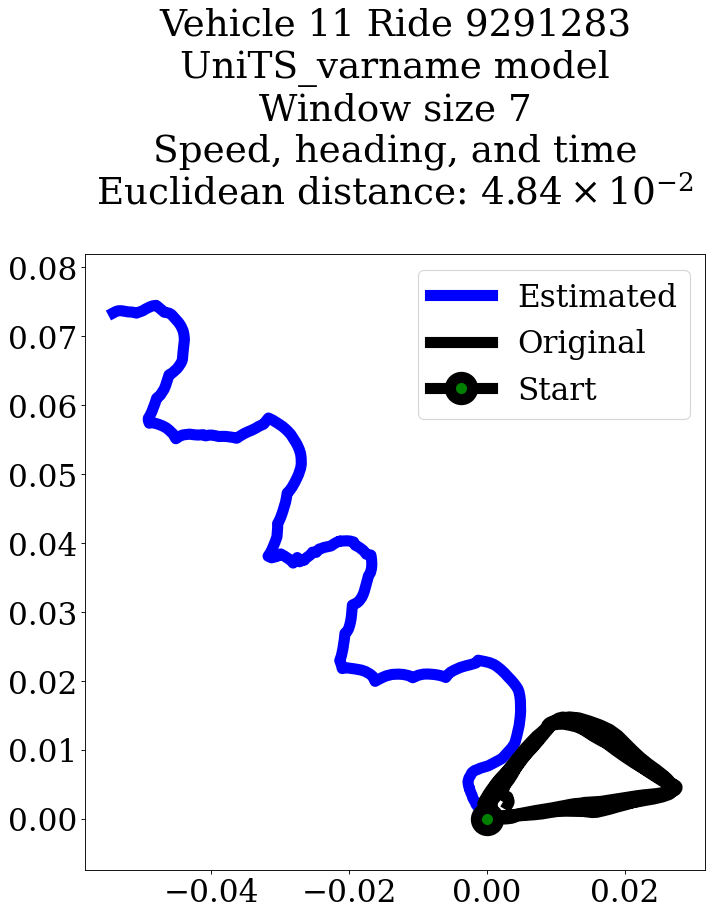 Vehicle 11 Ride 9291283
UniTS_varname model
Window size 7
Speed, heading, and time
Euclidean distance: 4.84 × 10⁻²
Estimated
Original
Start
0.08
0.07
0.06
0.05
0.04
0.03
0.02
0.01
0.00
−0.04
−0.02
0.00
0.02